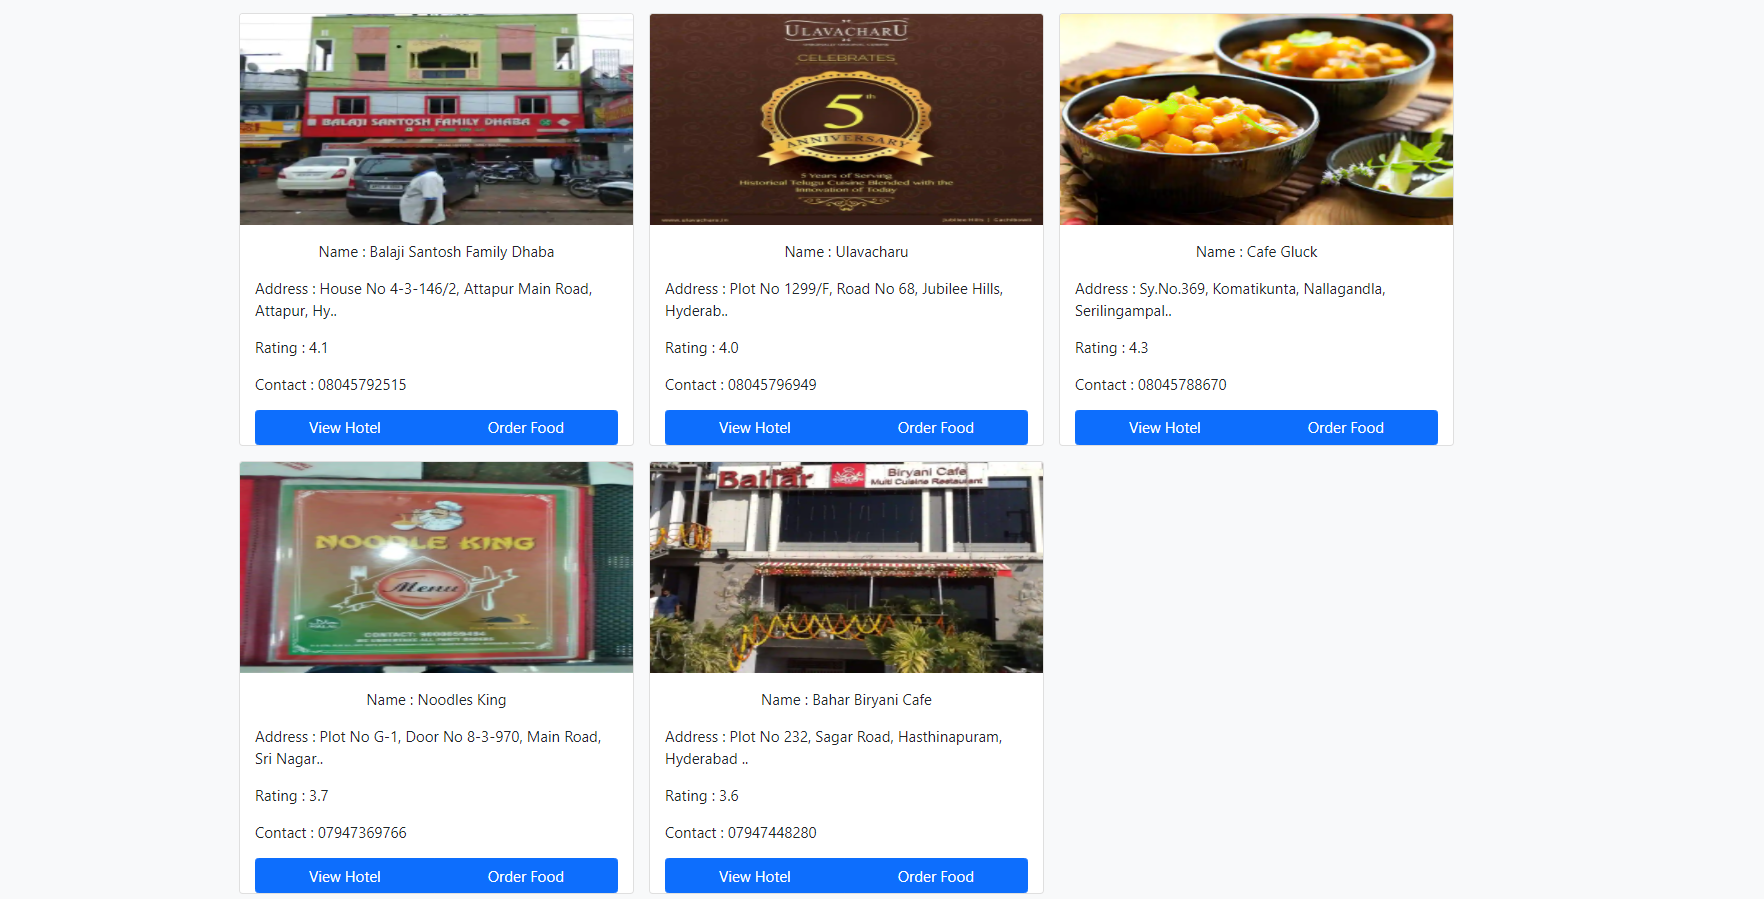 BALAJI SANTOSH FAMILY DHABA
Name : Balaji Santosh Family Dhaba
Address : House No 4-3-146/2, Attapur Main Road,
Attapur, Hy..
Rating : 4.1
Contact : 08045792515
View Hotel Order Food
ULAVACHARU
CELEBRATES
5th
ANNIVERSARY
5 Years of Serving
Historical Telugu Cuisine Blended with the
Innovation of Today
Name : Ulavacharu
Address : Plot No 1299/F, Road No 68, Jubilee Hills,
Hyderab..
Rating : 4.0
Contact : 08045796949
View Hotel Order Food
Name : Cafe Gluck
Address : Sy.No.369, Komatikunta, Nallagandla,
Serilingampal..
Rating : 4.3
Contact : 08045788670
View Hotel Order Food
NOODLE KING
Menu
Name : Noodles King
Address : Plot No G-1, Door No 8-3-970, Main Road,
Sri Nagar..
Rating : 3.7
Contact : 07947369766
View Hotel Order Food
Bahar
Biryani Cafe
Multi Cuisine Restaurant
Name : Bahar Biryani Cafe
Address : Plot No 232, Sagar Road, Hasthinapuram,
Hyderabad ..
Rating : 3.6
Contact : 07947448280
View Hotel Order Food